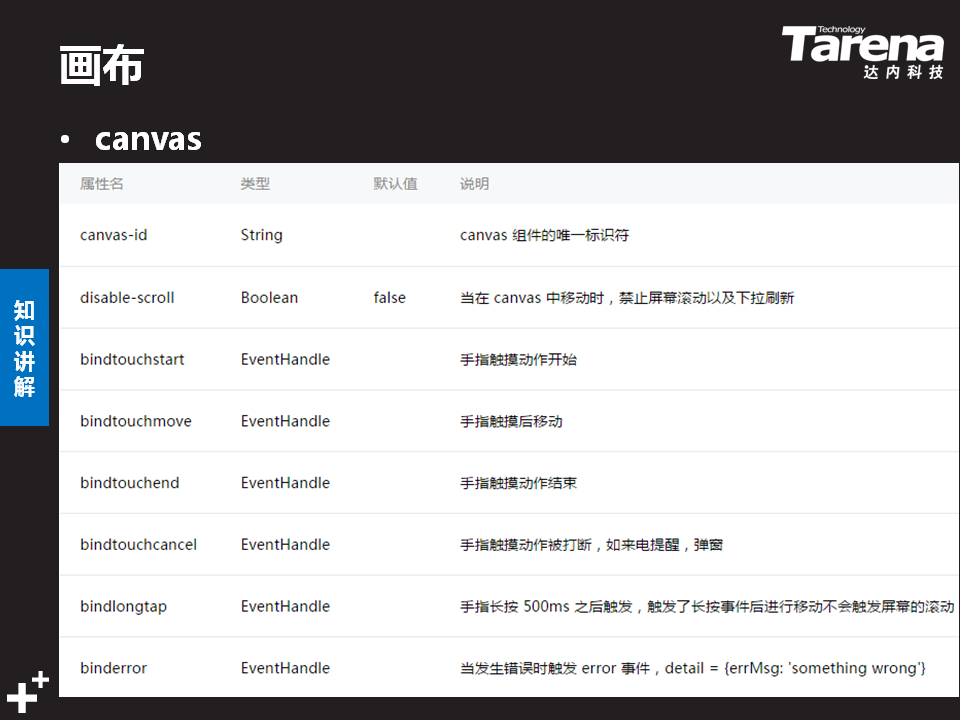 画布
Technology
Tarena
达内科技
• canvas
属性名 类型 默认值 说明
canvas-id String canvas 组件的唯一标识符
disable-scroll Boolean false 当在 canvas 中移动时，禁止屏幕滚动以及下拉刷新
bindtouchstart EventHandle 手指触摸动作开始
bindtouchmove EventHandle 手指触摸后移动
bindtouchend EventHandle 手指触摸动作结束
bindtouchcancel EventHandle 手指触摸动作被打断，如来电提醒，弹窗
bindlongtap EventHandle 手指长按 500ms 之后触发，触发了长按事件后进行移动不会触发屏幕的滚动
binderror EventHandle 当发生错误时触发 error 事件，detail = {errMsg: 'something wrong'}
知识讲解